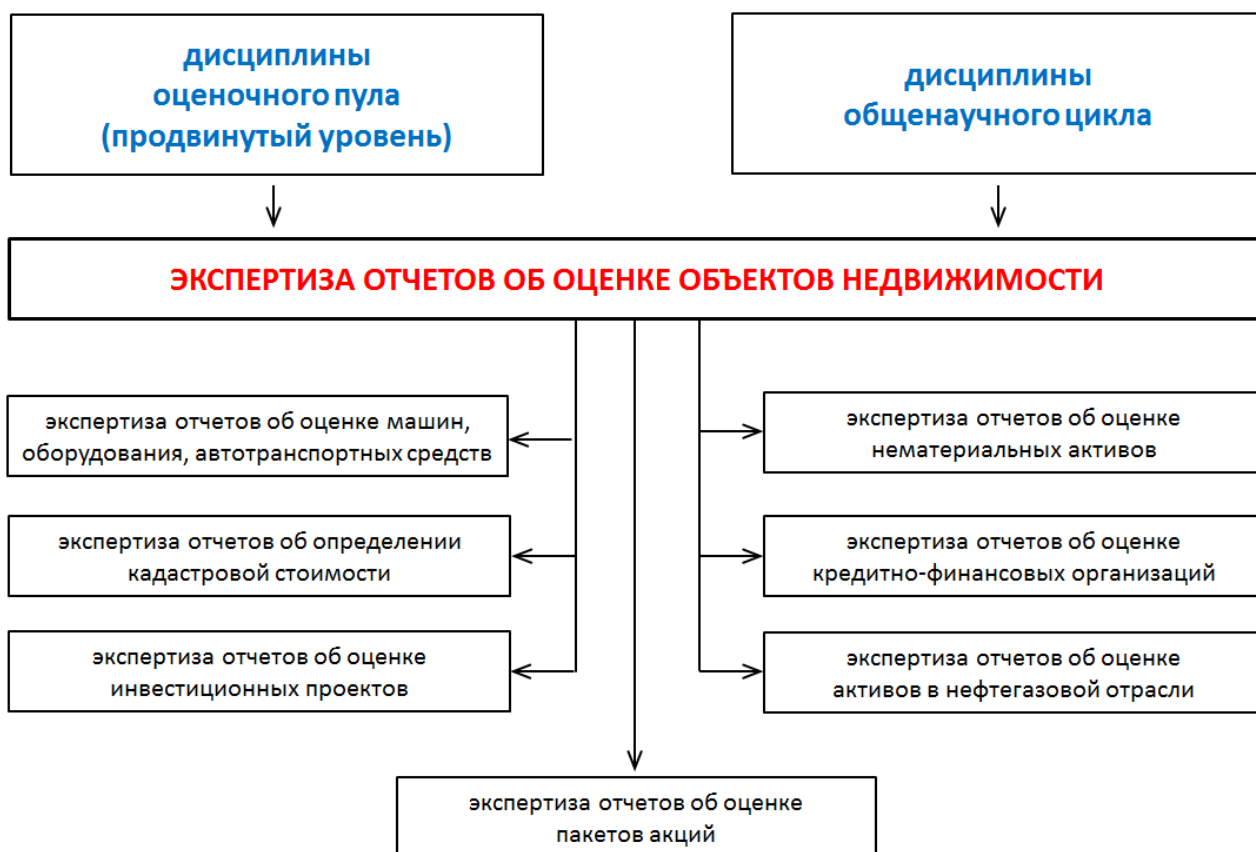 дисциплины
оценочного пула
(продвинутый уровень)
дисциплины
общенаучного цикла
ЭКСПЕРТИЗА ОТЧЕТОВ ОБ ОЦЕНКЕ ОБЪЕКТОВ НЕДВИЖИМОСТИ
экспертиза отчетов об оценке машин,
оборудования, автотранспортных средств
экспертиза отчетов об оценке
нематериальных активов
экспертиза отчетов об определении
кадастровой стоимости
экспертиза отчетов об оценке
кредитно-финансовых организаций
экспертиза отчетов об оценке
инвестиционных проектов
экспертиза отчетов об оценке
активов в нефтегазовой отрасли
экспертиза отчетов об оценке
пакетов акций